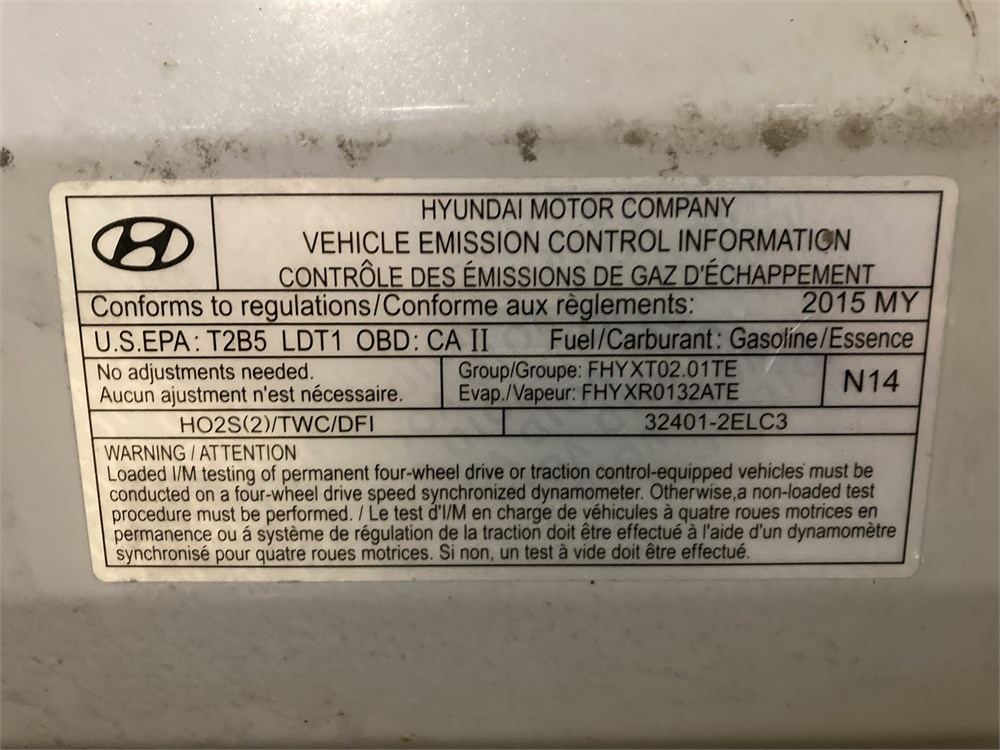 HYUNDAI MOTOR COMPANY
VEHICLE EMISSION CONTROL INFORMATION
CONTRÔLE DES ÉMISSIONS DE GAZ D'ÉCHAPPEMENT
Conforms to regulations/Conforme aux règlements: 2015 MY
U.S.EPA: T2B5 LDT1 OBD: CA II Fuel/Carburant: Gasoline/Essence
No adjustments needed.
Aucun ajustment n'est nécessaire.
Group/Groupe: FHYXT02.01TE
Evap./Vapeur: FHYXR0132ATE
N14
HO2S(2)/TWC/DFI
32401-2ELC3
WARNING / ATTENTION
Loaded I/M testing of permanent four-wheel drive or traction control-equipped vehicles must be
conducted on a four-wheel drive speed synchronized dynamometer. Otherwise,a non-loaded test
procedure must be performed. / Le test d'I/M en charge de véhicules à quatre roues motrices en
permanence ou á système de régulation de la traction doit être effectué à l'aide d'un dynamomètre
synchronisé pour quatre roues motrices. Si non, un test à vide doit être effectué.